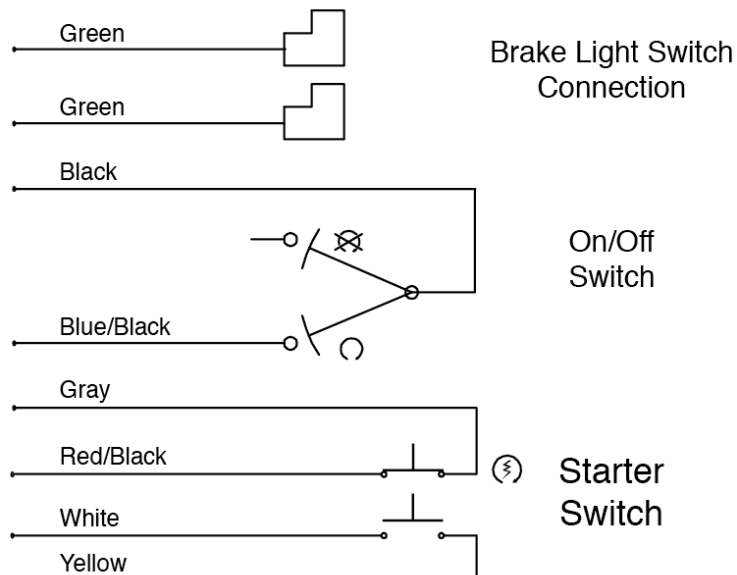 Green
Brake Light Switch
Connection
Green
Black
On/Off
Switch
Blue/Black
Gray
Red/Black
Starter
Switch
White
Yellow